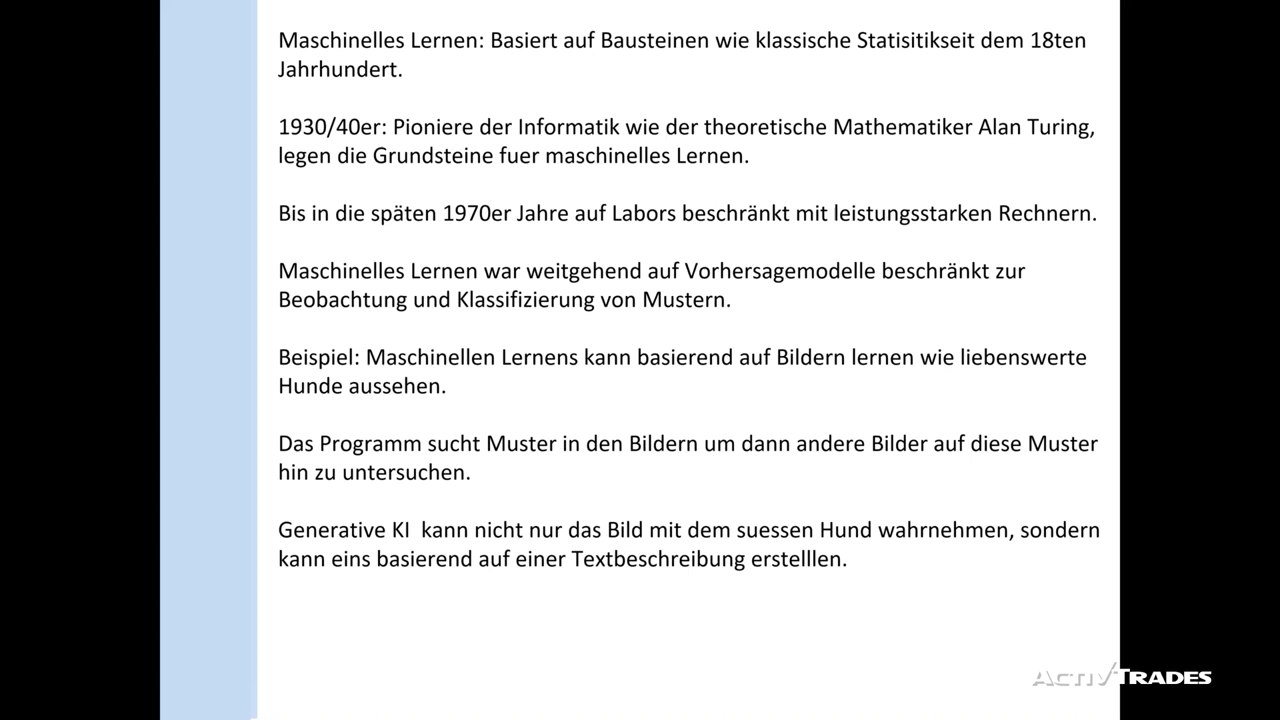 Maschinelles Lernen: Basiert auf Bausteinen wie klassische Statisitikseit dem 18ten
Jahrhundert.
1930/40er: Pioniere der Informatik wie der theoretische Mathematiker Alan Turing,
legen die Grundsteine fuer maschinelles Lernen.
Bis in die späten 1970er Jahre auf Labors beschränkt mit leistungsstarken Rechnern.
Maschinelles Lernen war weitgehend auf Vorhersagemodelle beschränkt zur
Beobachtung und Klassifizierung von Mustern.
Beispiel: Maschinellen Lernens kann basierend auf Bildern lernen wie liebenswerte
Hunde aussehen.
Das Programm sucht Muster in den Bildern um dann andere Bilder auf diese Muster
hin zu untersuchen.
Generative KI  kann nicht nur das Bild mit dem suessen Hund wahrnehmen, sondern
kann eins basierend auf einer Textbeschreibung erstelllen.
ACTIVTRADES